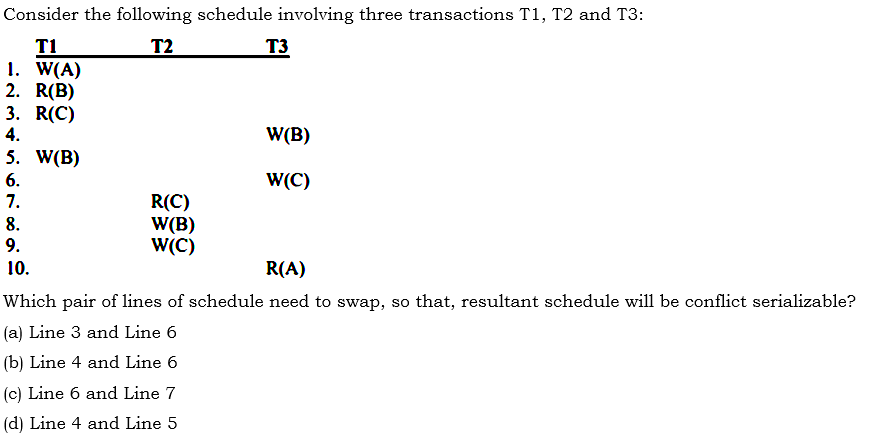 Consider the following schedule involving three transactions T1, T2 and T3:
T1 T2 T3
1. W(A)
2. R(B)
3. R(C)
4. W(B)
5. W(B)
6. W(C)
7. R(C)
8. W(B)
9. W(C)
10. R(A)
Which pair of lines of schedule need to swap, so that, resultant schedule will be conflict serializable?
(a) Line 3 and Line 6
(b) Line 4 and Line 6
(c) Line 6 and Line 7
(d) Line 4 and Line 5